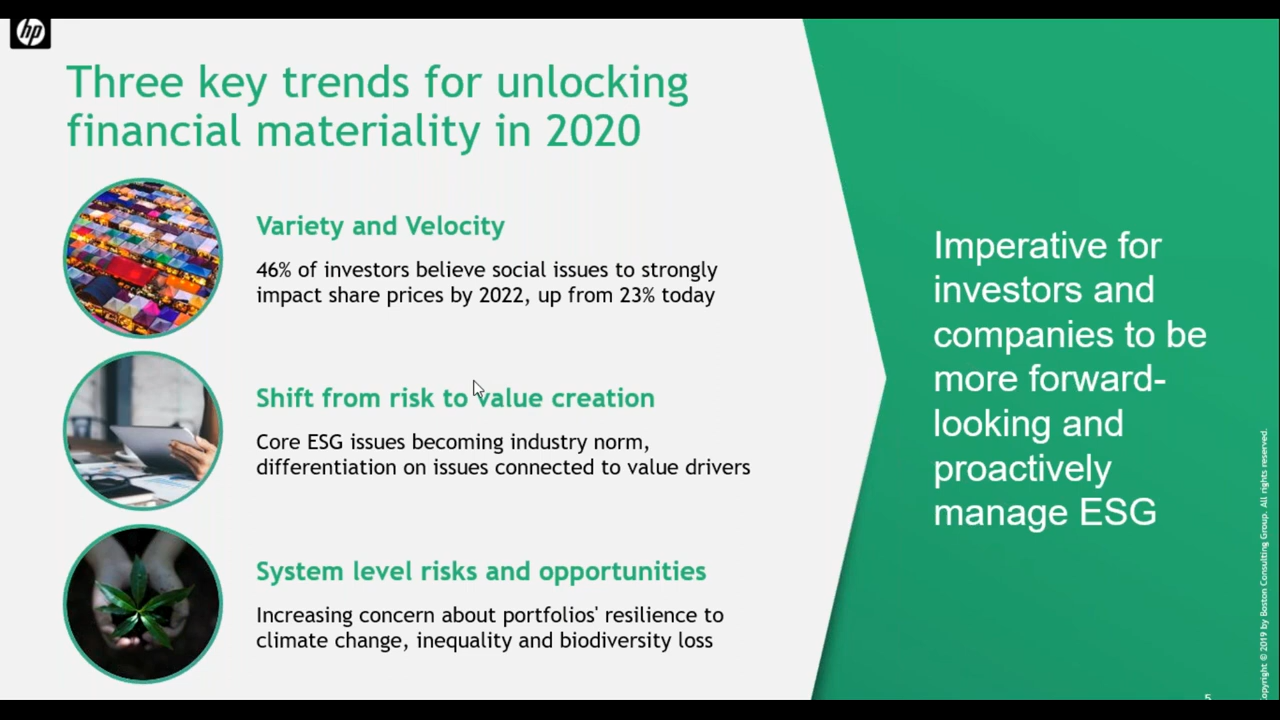 hp
Three key trends for unlocking
financial materiality in 2020
Variety and Velocity
46% of investors believe social issues to strongly
impact share prices by 2022, up from 23% today
Shift from risk to value creation
Core ESG issues becoming industry norm,
differentiation on issues connected to value drivers
System level risks and opportunities
Increasing concern about portfolios' resilience to
climate change, inequality and biodiversity loss
Imperative for
investors and
companies to be
more forward-
looking and
proactively
manage ESG
opyright © 2019 by Boston Consulting Group. All rights reserved.
5